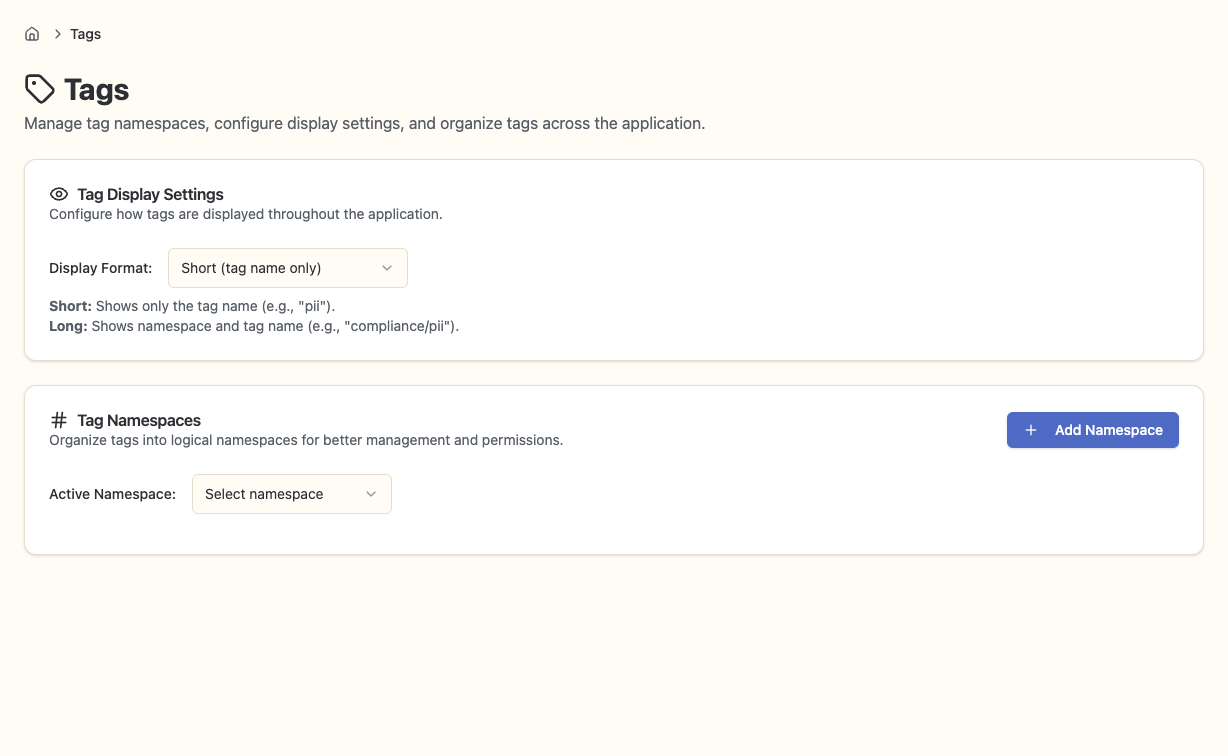 Tags
Tags
Manage tag namespaces, configure display settings, and organize tags across the application.
Tag Display Settings
Configure how tags are displayed throughout the application.
Display Format: Short (tag name only)
Short: Shows only the tag name (e.g., "pii").
Long: Shows namespace and tag name (e.g., "compliance/pii").
Tag Namespaces
Organize tags into logical namespaces for better management and permissions.
Add Namespace
Active Namespace: Select namespace